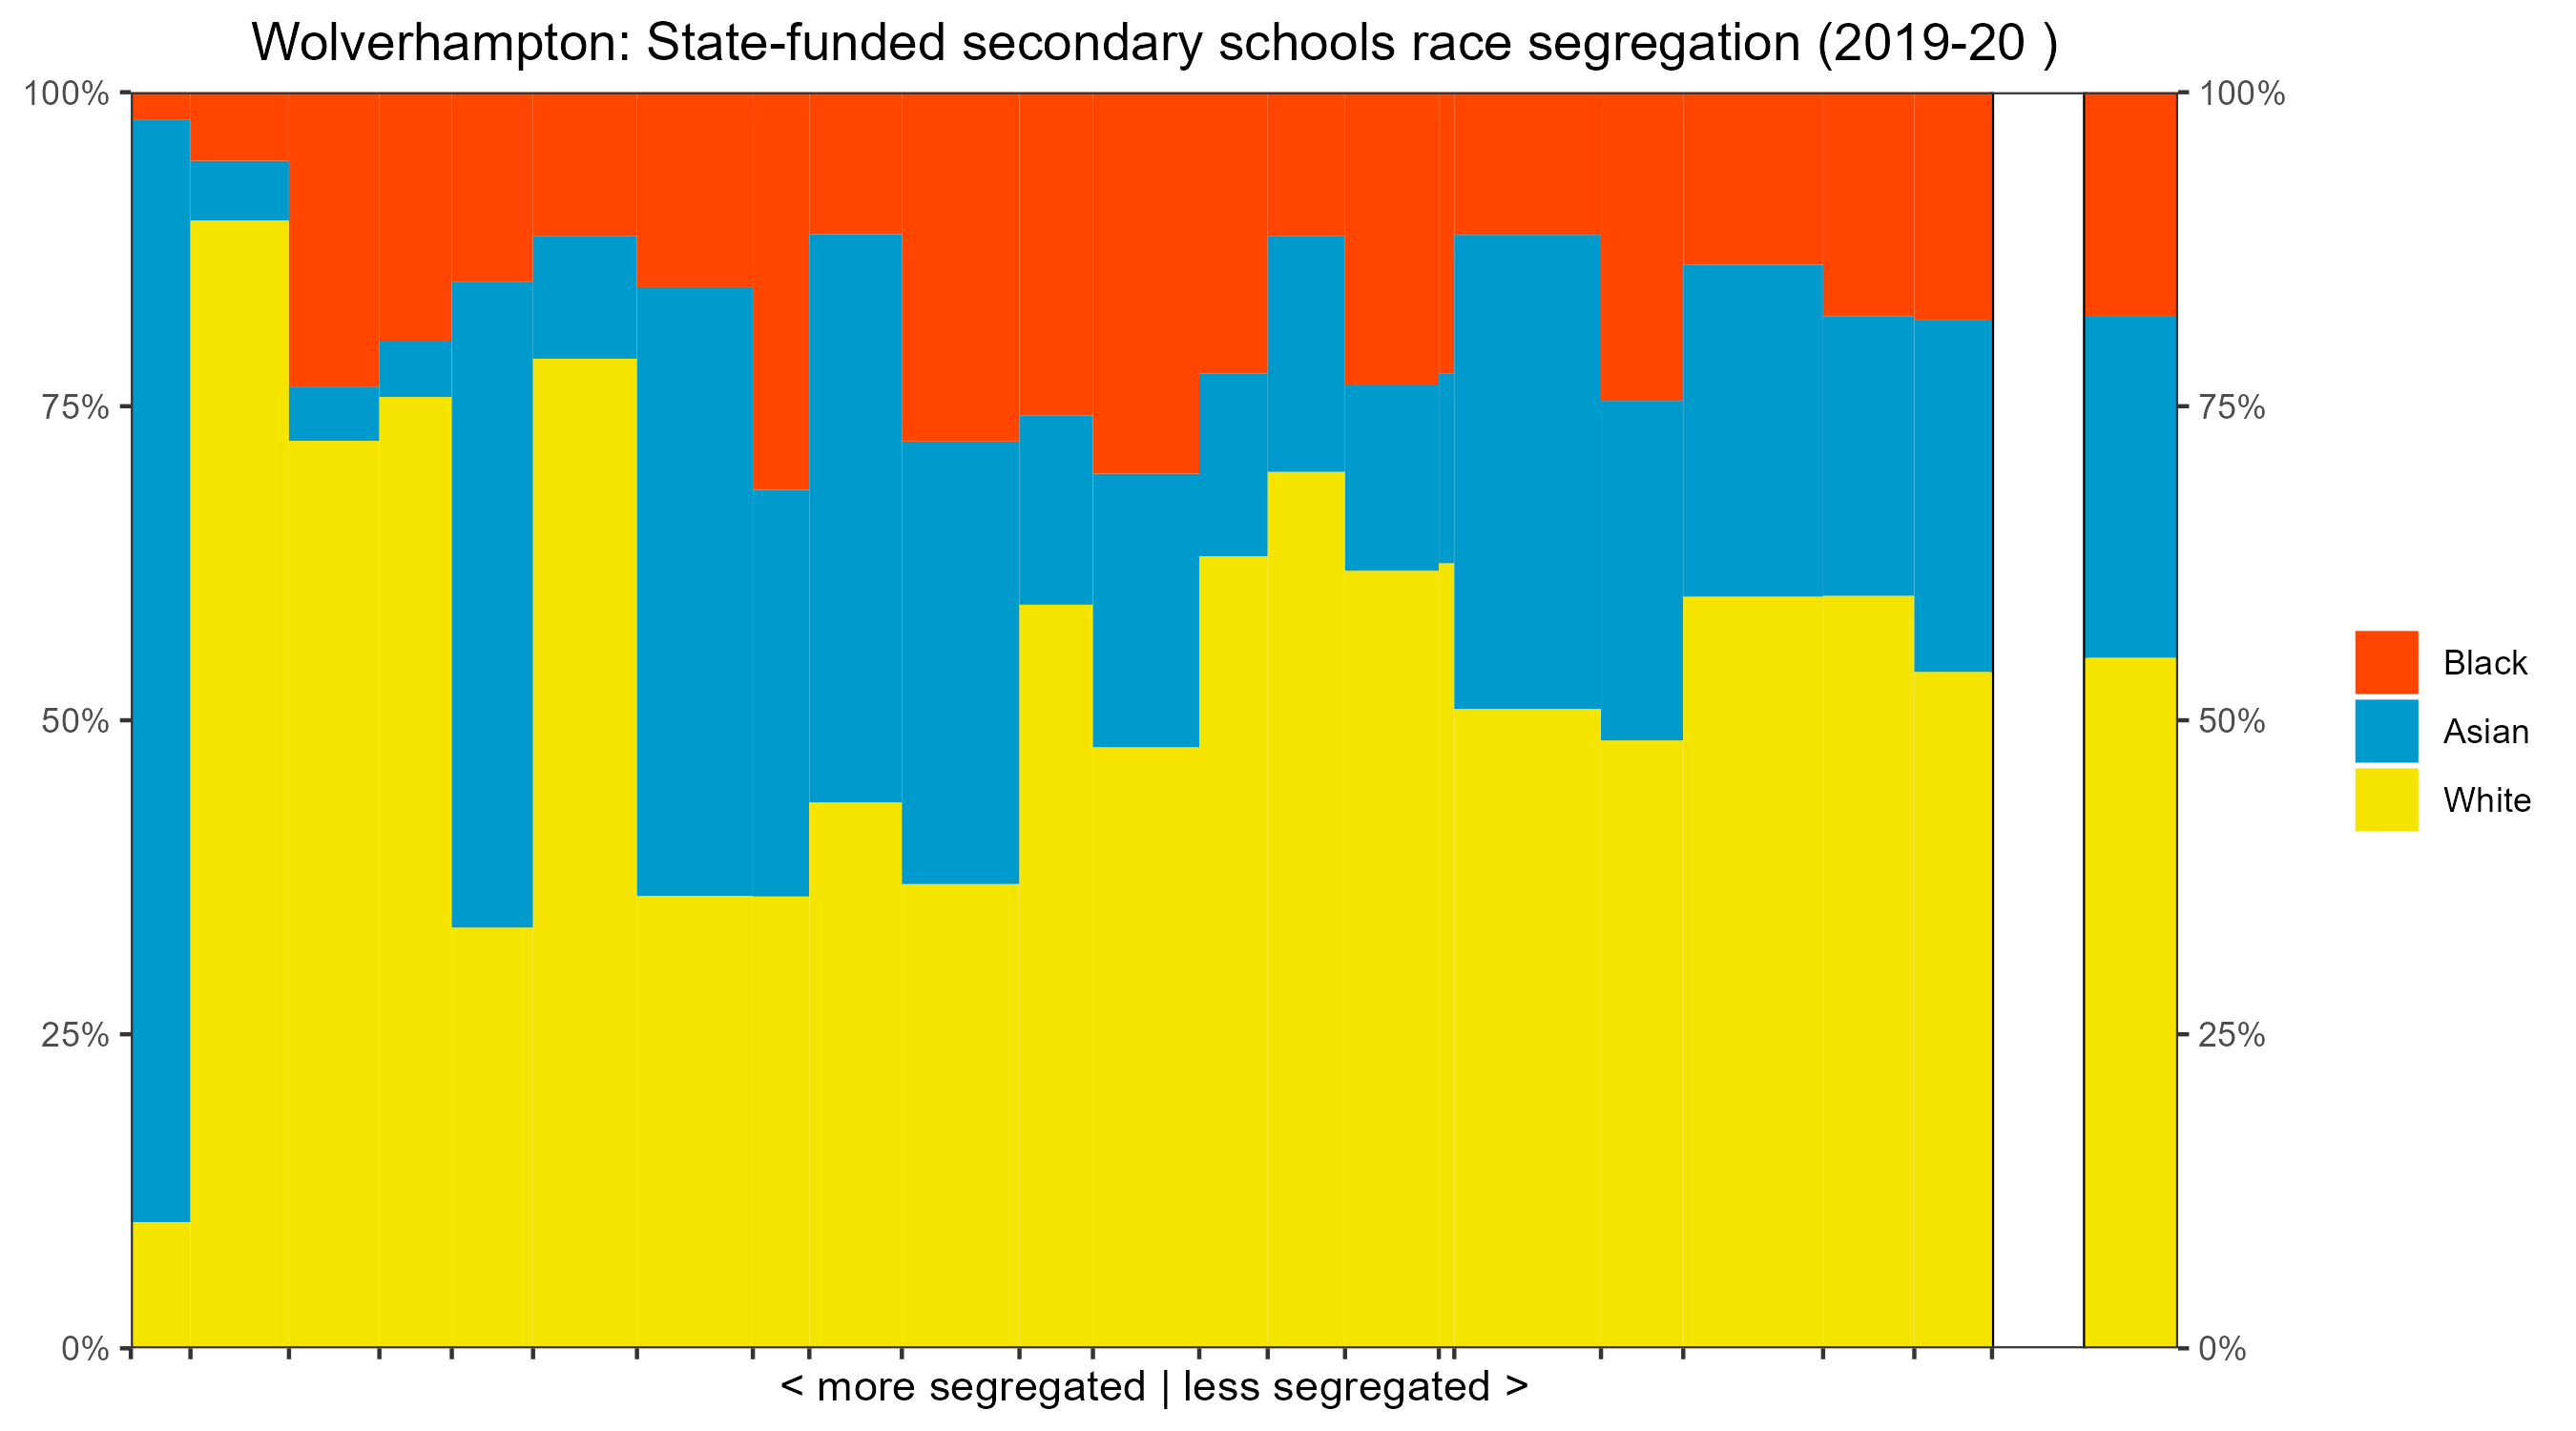 Wolverhampton: State-funded secondary schools race segregation (2019-20 )
100%
75%
50%
25%
0%
100%
75%
50%
25%
0%
Black
Asian
White
< more segregated | less segregated >